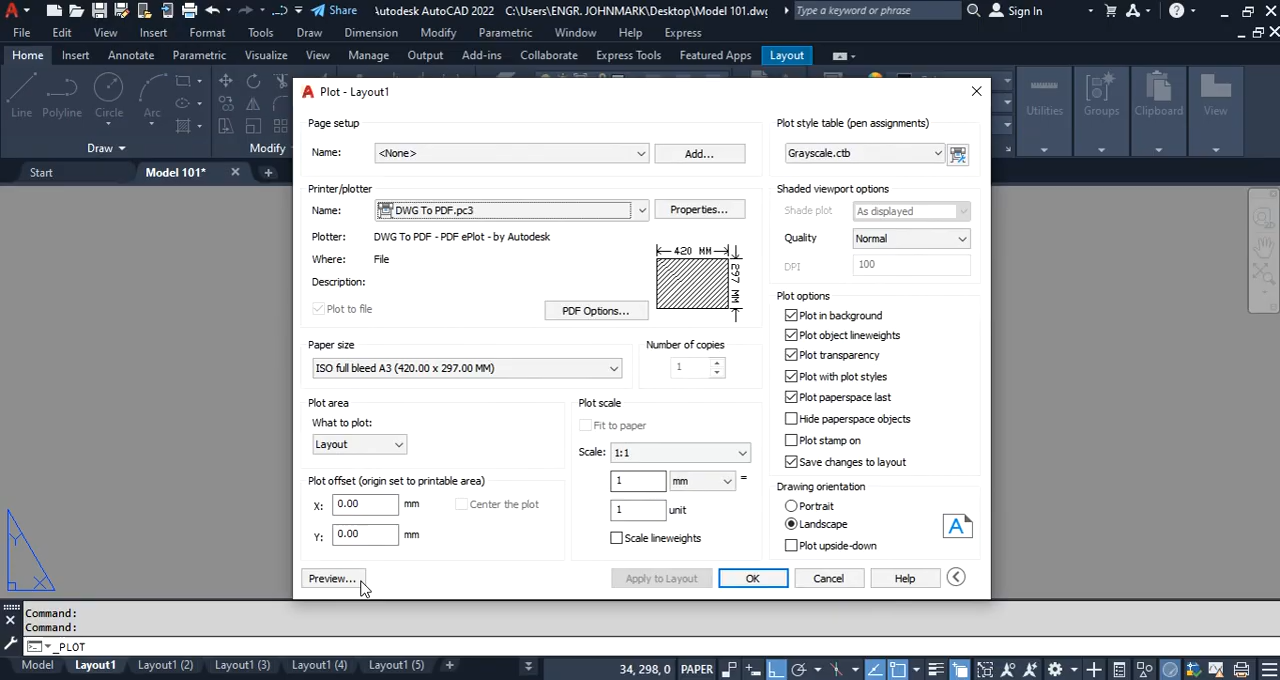 Share
Autodesk AutoCAD 2022 C:\Users\ENGR. JOHNMARK\Desktop\Model 101.dwg
Type a keyword or phrase
Sign In
File Edit View Insert Format Tools Draw Dimension Modify Parametric Window Help Express
Home Insert Annotate Parametric Visualize View Manage Output Add-ins Collaborate Express Tools Featured Apps Layout
Line Polyline Circle Arc
Utilities Groups Clipboard View
Draw Modify
Start Model 101*
Plot - Layout1
Page setup
Name: <None> Add...
Printer/plotter
Name: DWG To PDF.pc3 Properties...
Plotter: DWG To PDF - PDF ePlot - by Autodesk
Where: File
Description:
Plot to file
PDF Options...
420 MM
297 MM
Paper size
ISO full bleed A3 (420.00 x 297.00 MM)
Number of copies
1
Plot area
What to plot:
Layout
Plot scale
Fit to paper
Scale: 1:1
1 mm =
1 unit
Scale lineweights
Plot offset (origin set to printable area)
X: 0.00 mm Center the plot
Y: 0.00 mm
Plot style table (pen assignments)
Grayscale.ctb
Shaded viewport options
Shade plot As displayed
Quality Normal
DPI 100
Plot options
Plot in background
Plot object lineweights
Plot transparency
Plot with plot styles
Plot paperspace last
Hide paperspace objects
Plot stamp on
Save changes to layout
Drawing orientation
Portrait
Landscape
Plot upside-down
A
Preview... Apply to Layout OK Cancel Help
Y
X
Command:
Command:
_PLOT
Model Layout1 Layout1 (2) Layout1 (3) Layout1 (4) Layout1 (5) +
34, 298, 0 PAPER